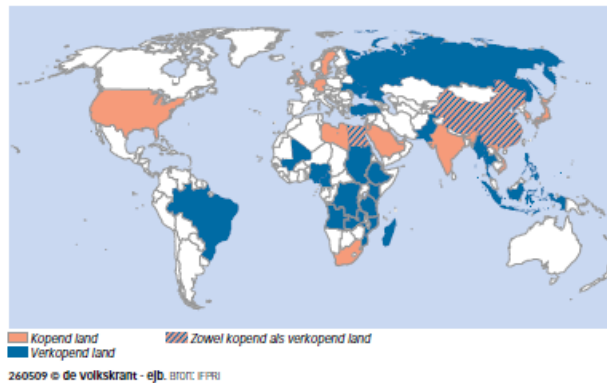 Kopend land
Zowel kopend als verkopend land
Verkopend land
260509 © de volkskrant - ejb. Bron: IFPRI